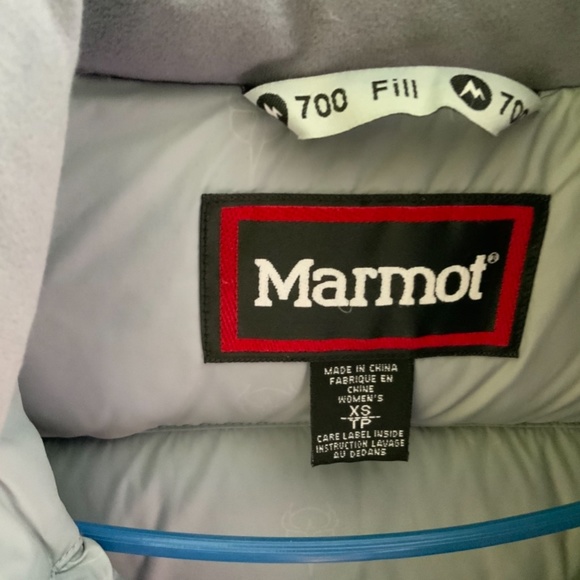 700 Fill 70
Marmot®
MADE IN CHINA
FABRIQUE EN
CHINE
WOMEN'S
XS
TP
CARE LABEL INSIDE
INSTRUCTION LAVAGE
AU DEDANS